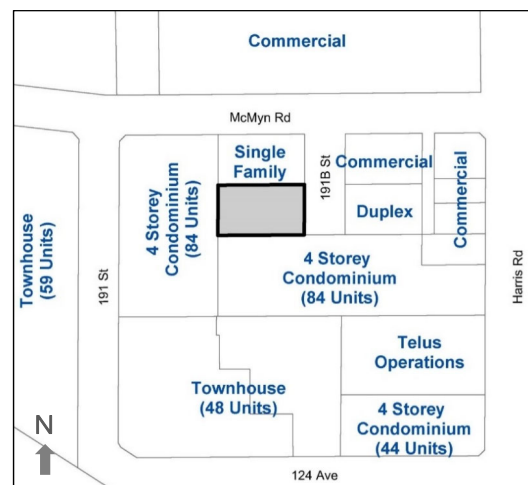 Commercial
McMyn Rd
Single
Family
191B St
Commercial
Duplex
Commercial
4 Storey
Condominium
(84 Units)
Townhouse
(59 Units)
191 St
4 Storey
Condominium
(84 Units)
Harris Rd
Telus
Operations
Townhouse
(48 Units)
4 Storey
Condominium
(44 Units)
N
124 Ave